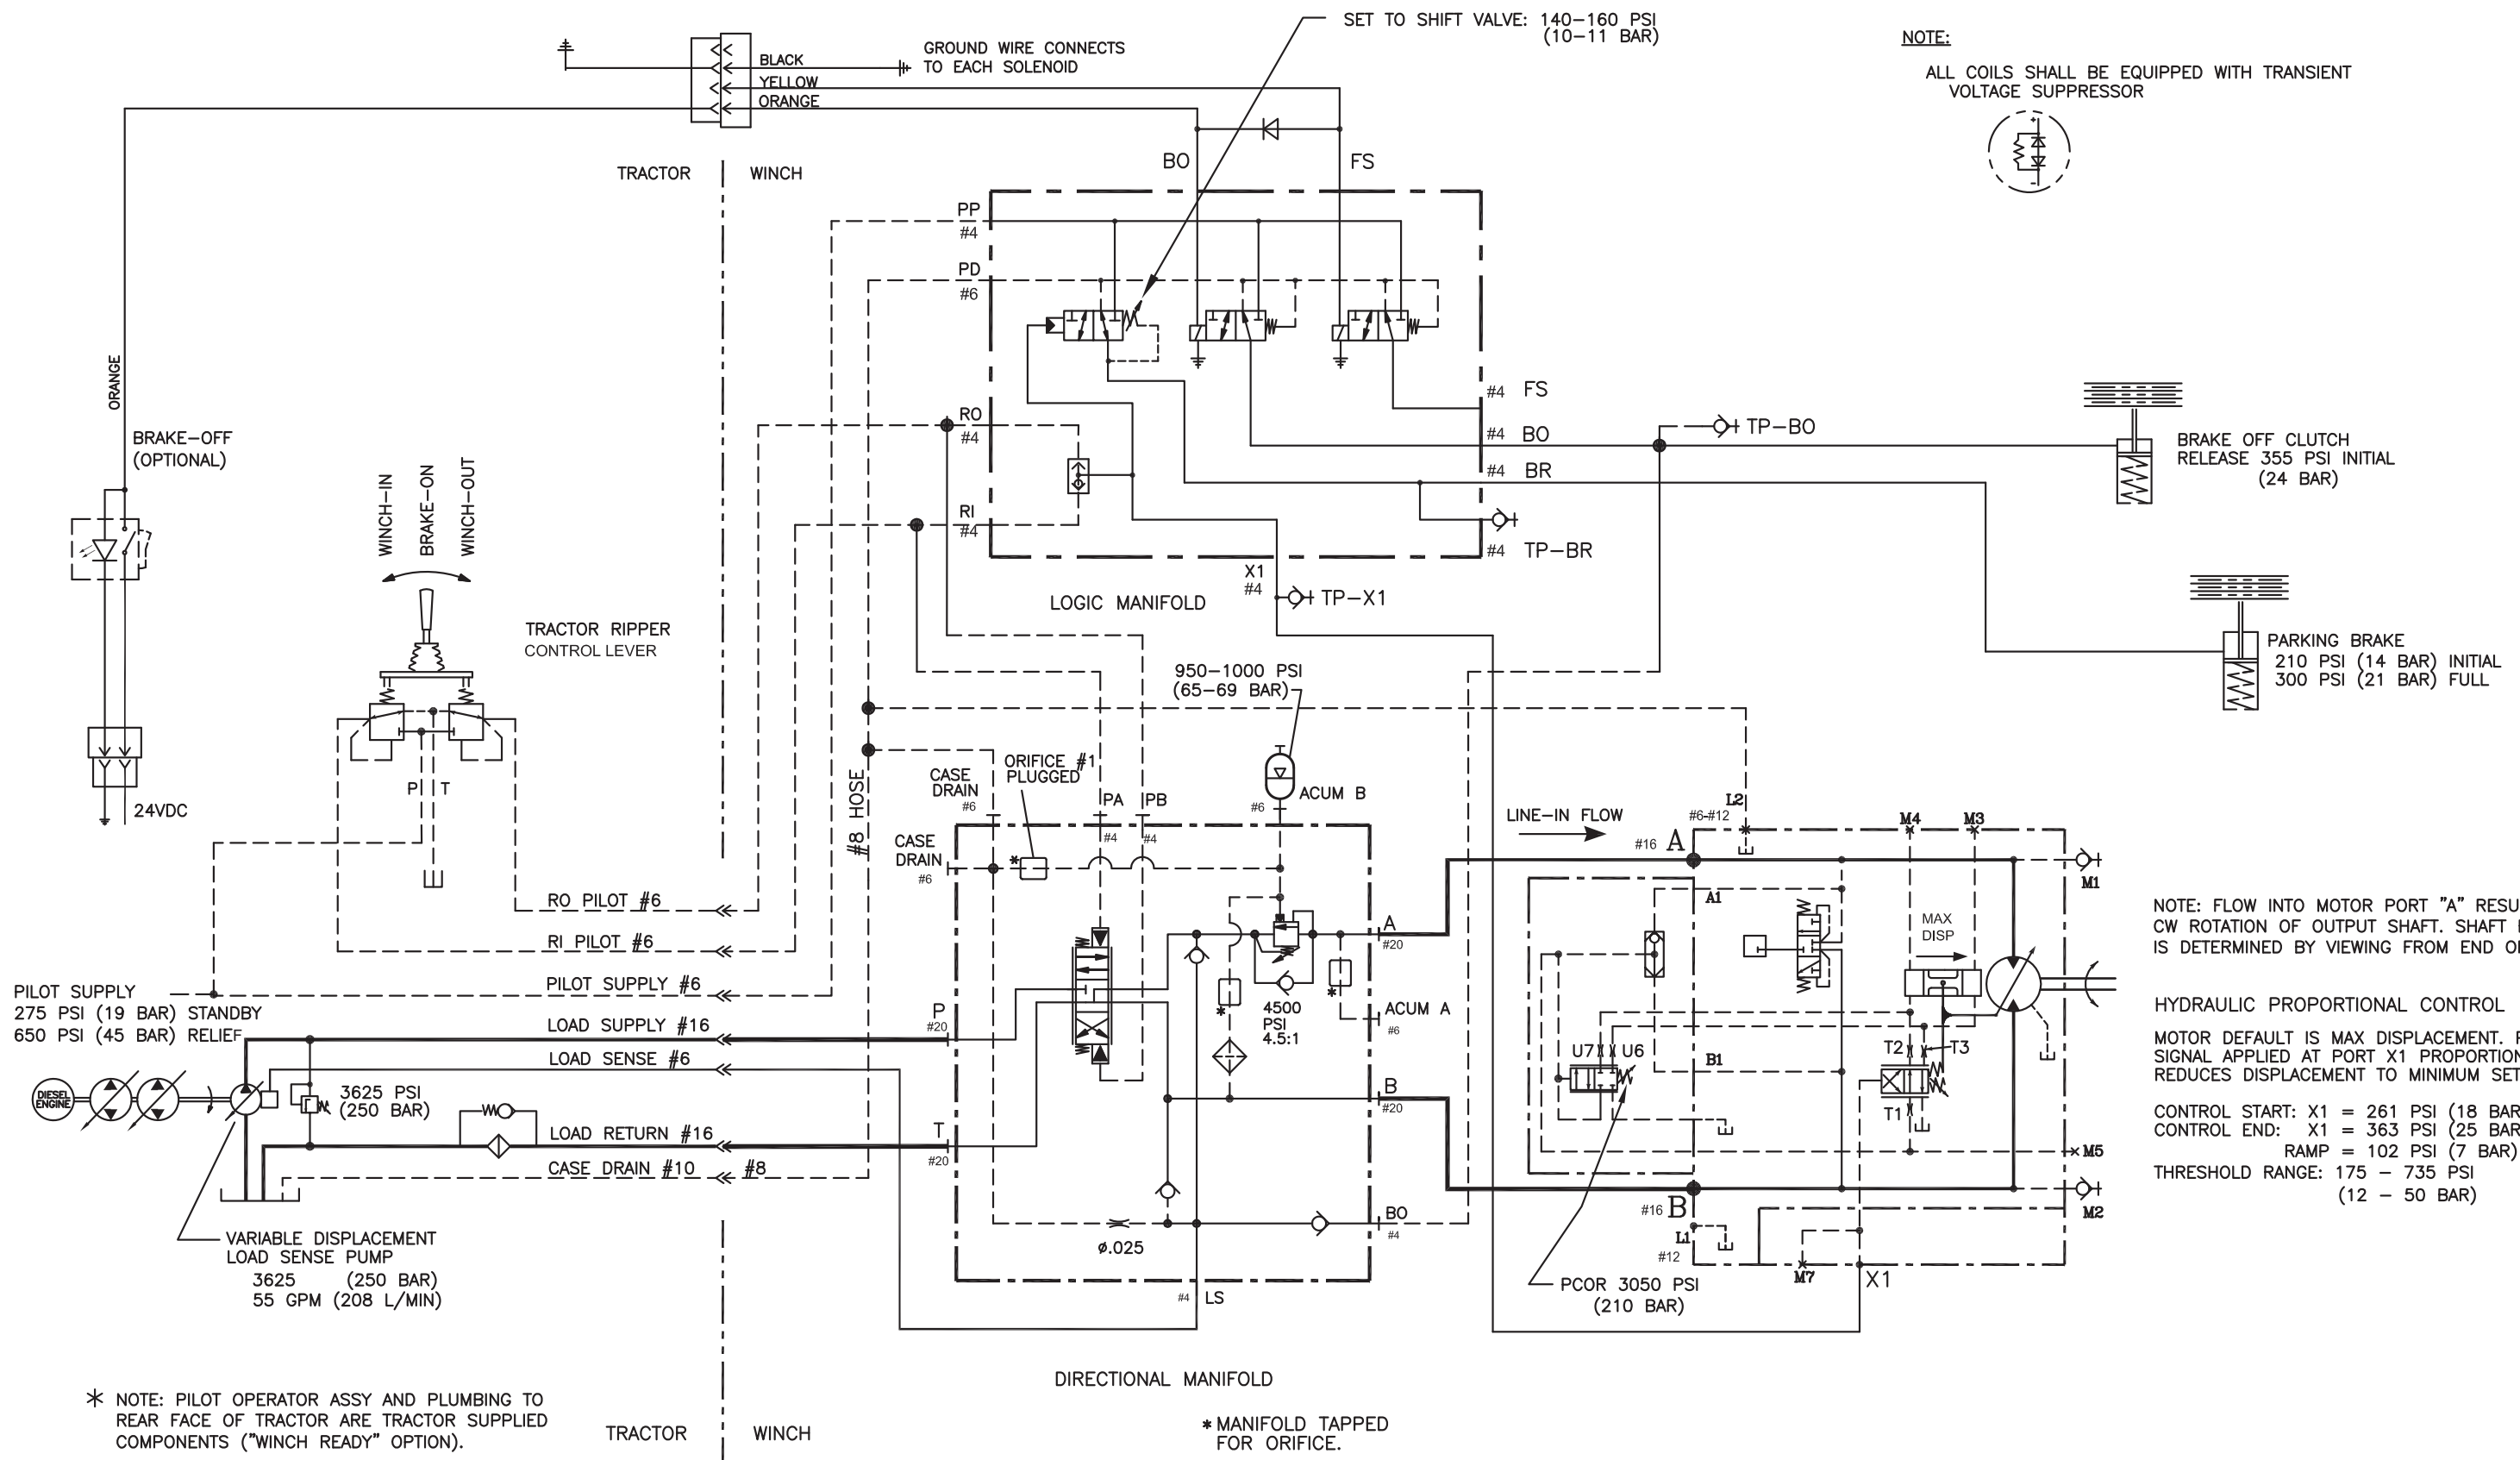 SET TO SHIFT VALVE: 140-160 PSI
(10-11 BAR)
NOTE:
ALL COILS SHALL BE EQUIPPED WITH TRANSIENT
VOLTAGE SUPPRESSOR
+
-
GROUND WIRE CONNECTS
TO EACH SOLENOID
BLACK
YELLOW
ORANGE
TRACTOR
WINCH
BO
FS
PP
#4
PD
#6
RO
#4
RI
#4
#4 FS
#4 BO
#4 BR
#4 TP-BR
TP-BO
X1
#4
TP-X1
LOGIC MANIFOLD
BRAKE OFF CLUTCH
RELEASE 355 PSI INITIAL
(24 BAR)
PARKING BRAKE
210 PSI (14 BAR) INITIAL
300 PSI (21 BAR) FULL
ORANGE
BRAKE-OFF
(OPTIONAL)
WINCH-IN
BRAKE-ON
WINCH-OUT
TRACTOR RIPPER
CONTROL LEVER
P
T
24VDC
RO PILOT #6
RI PILOT #6
PILOT SUPPLY #6
LOAD SUPPLY #16
LOAD SENSE #6
LOAD RETURN #16
CASE DRAIN #10
#8
PILOT SUPPLY
275 PSI (19 BAR) STANDBY
650 PSI (45 BAR) RELIEF
DIESEL
ENGINE
3625 PSI
(250 BAR)
VARIABLE DISPLACEMENT
LOAD SENSE PUMP
3625 (250 BAR)
55 GPM (208 L/MIN)
#8 HOSE
950-1000 PSI
(65-69 BAR)
ACUM B
#6
ORIFICE #1
PLUGGED
CASE
DRAIN
#6
PA
#4
PB
#4
CASE
DRAIN
#6
*
P
#20
T
#20
A
#20
ACUM A
#6
B
#20
BO
#4
4500
PSI
4.5:1
*
*
ø.025
#4 LS
DIRECTIONAL MANIFOLD
LINE-IN FLOW
#16 A
#6-#12
L2
M4
M3
M1
A1
B1
MAX
DISP
U7
U6
T2
T3
T1
M5
M2
#16 B
L1
#12
M7
X1
PCOR 3050 PSI
(210 BAR)
NOTE: FLOW INTO MOTOR PORT "A" RESU
CW ROTATION OF OUTPUT SHAFT. SHAFT
IS DETERMINED BY VIEWING FROM END
HYDRAULIC PROPORTIONAL CONTROL
MOTOR DEFAULT IS MAX DISPLACEMENT.
SIGNAL APPLIED AT PORT X1 PROPORTION
REDUCES DISPLACEMENT TO MINIMUM SET
CONTROL START: X1 = 261 PSI (18 BAR
CONTROL END: X1 = 363 PSI (25 BAR
RAMP = 102 PSI (7 BAR)
THRESHOLD RANGE: 175 - 735 PSI
(12 - 50 BAR)
* NOTE: PILOT OPERATOR ASSY AND PLUMBING TO
REAR FACE OF TRACTOR ARE TRACTOR SUPPLIED
COMPONENTS ("WINCH READY" OPTION).
TRACTOR
WINCH
* MANIFOLD TAPPED
FOR ORIFICE.